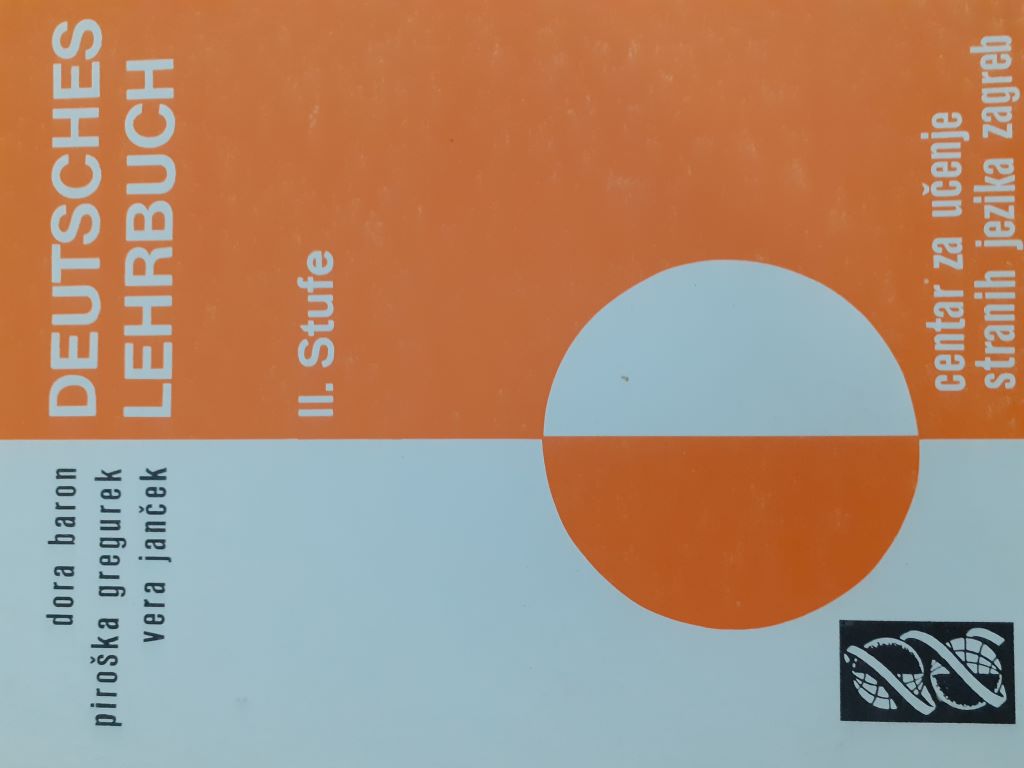 dora baron
piroška gregurek
vera janček
DEUTSCHES
LEHRBUCH
II. Stufe
centar za učenje
stranih jezika zagreb